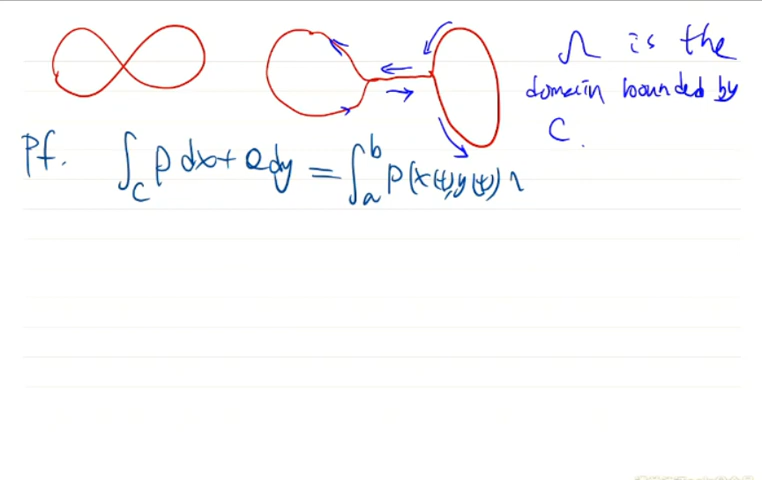 Ω is the
domain bounded by
C.
Pf. ∫_C P dx + Q dy = ∫_a^b P(x(t), y(t)) x